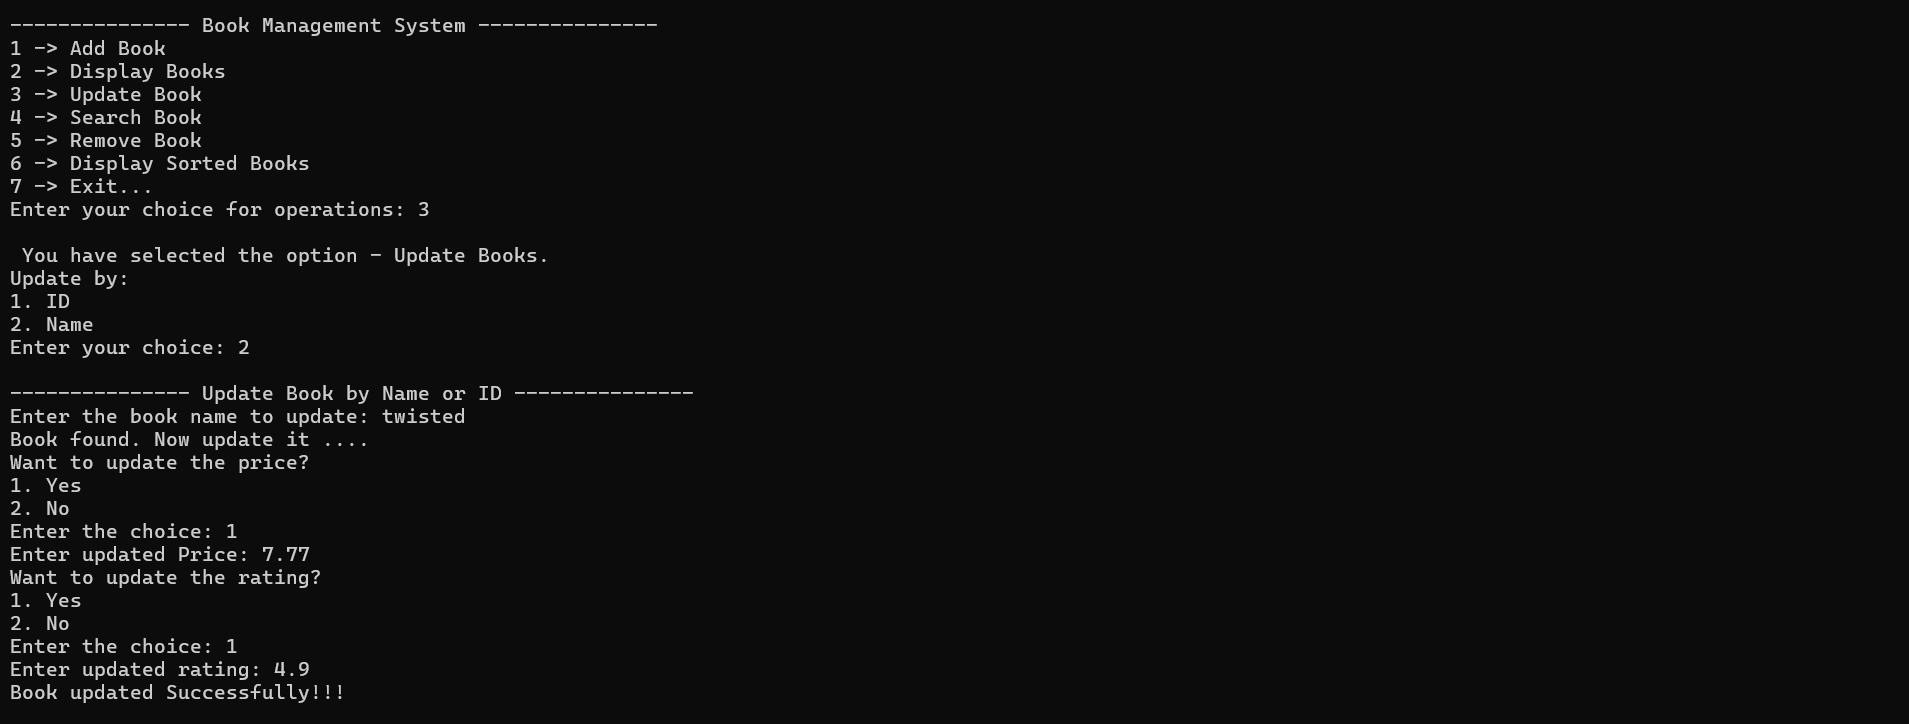 --------------- Book Management System ---------------
1 -> Add Book
2 -> Display Books
3 -> Update Book
4 -> Search Book
5 -> Remove Book
6 -> Display Sorted Books
7 -> Exit...
Enter your choice for operations: 3

 You have selected the option - Update Books.
Update by:
1. ID
2. Name
Enter your choice: 2

--------------- Update Book by Name or ID ---------------
Enter the book name to update: twisted
Book found. Now update it ....
Want to update the price?
1. Yes
2. No
Enter the choice: 1
Enter updated Price: 7.77
Want to update the rating?
1. Yes
2. No
Enter the choice: 1
Enter updated rating: 4.9
Book updated Successfully!!!